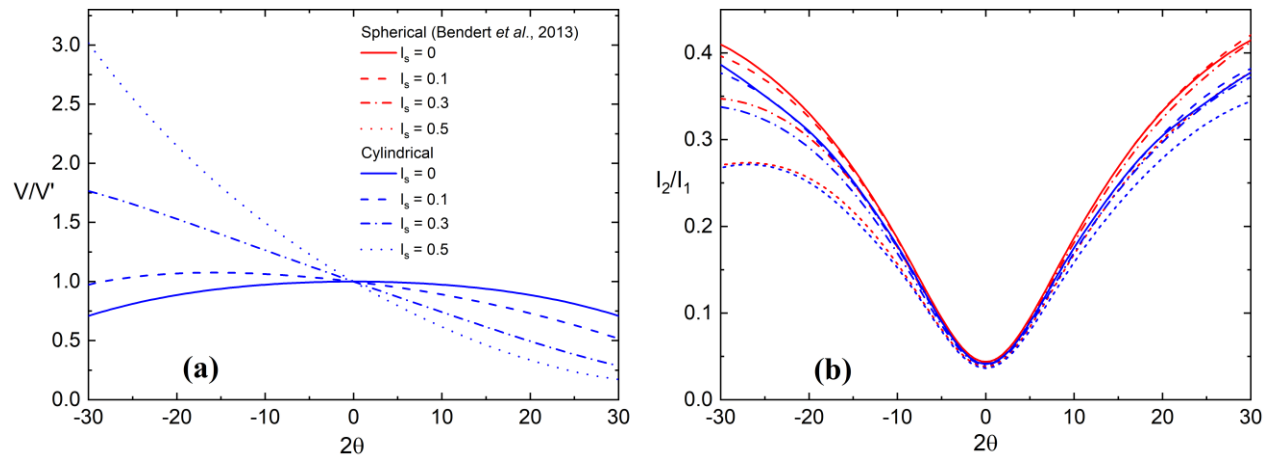 3.0
2.5
2.0
1.5
1.0
0.5
0.0
V/V'
Spherical (Bendert et al., 2013)
I_s = 0
I_s = 0.1
I_s = 0.3
I_s = 0.5
Cylindrical
I_s = 0
I_s = 0.1
I_s = 0.3
I_s = 0.5
(a)
-30 -20 -10 0 10 20 30
2θ
0.4
0.3
0.2
0.1
0.0
I₂/I₁
(b)
-30 -20 -10 0 10 20 30
2θ